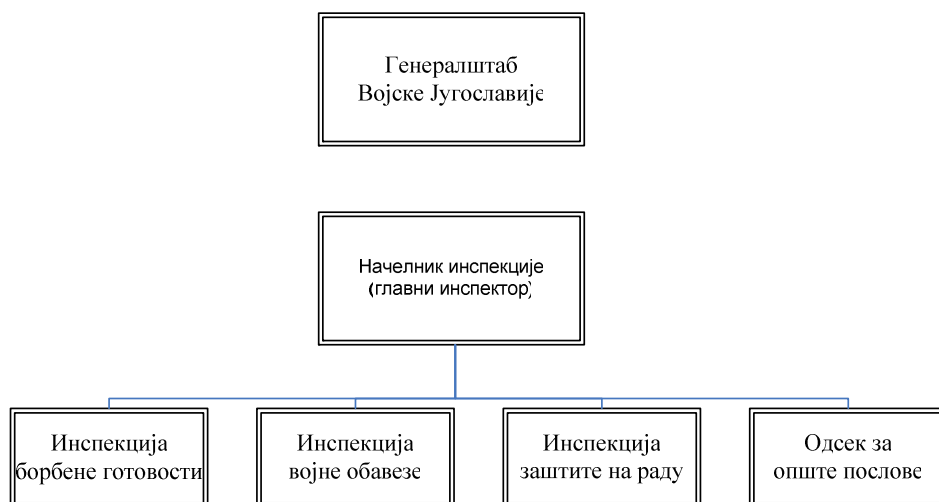 Генералштаб
Војске Југославије
Начелник инспекције
(главни инспектор)
Инспекција
борбене готовости
Инспекција
војне обавезе
Инспекција
заштите на раду
Одсек за
опште послове